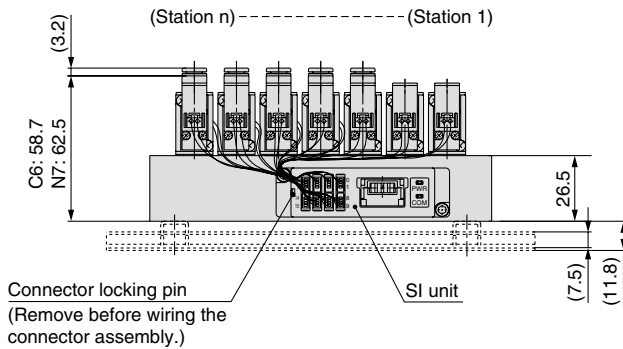 (Station n)
(Station 1)
(3.2)
C6: 58.7
N7: 62.5
PWR
COM
26.5
(7.5)
(11.8)
Connector locking pin
(Remove before wiring the
connector assembly.)
SI unit